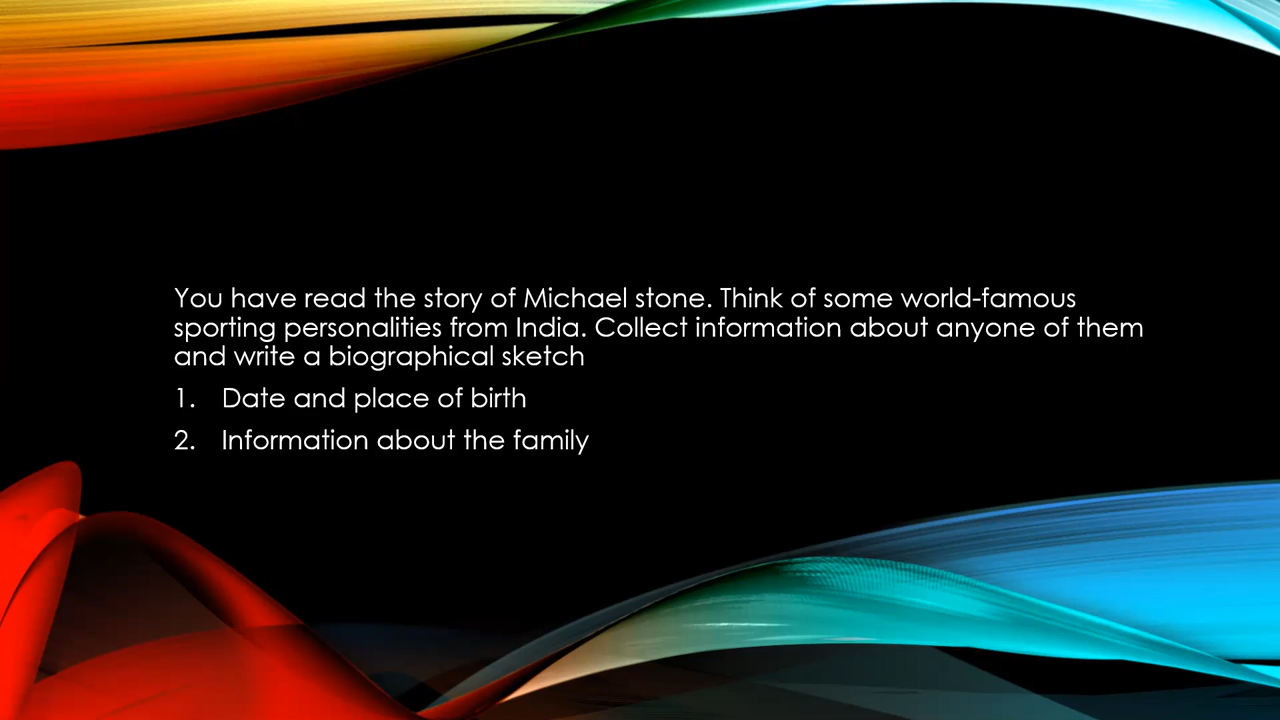 You have read the story of Michael stone. Think of some world-famous
sporting personalities from India. Collect information about anyone of them
and write a biographical sketch
1. Date and place of birth
2. Information about the family